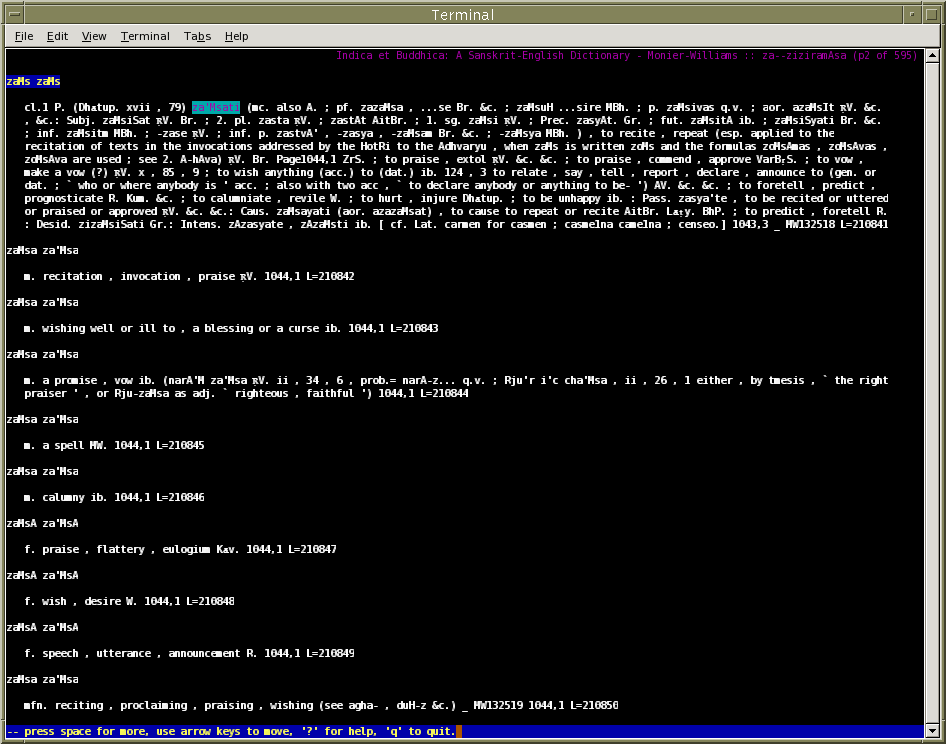 Terminal
File Edit View Terminal Tabs Help
Indica et Buddhica: A Sanskrit-English Dictionary - Monier-Williams :: za--ziziramAsa (p2 of 595)
zaMs zaMs
cl.1 P. (Dhātup. xvii , 79) za'Msati (mc. also A. ; pf. zazaMsa , ...se Br. &c. ; zaMsuH ...sire MBh. ; p. zaMsivas q.v. ; aor. azaMsIt ṚV. &c.
, &c.: Subj. zaMsiSat ṚV. Br. ; 2. pl. zasta ṚV. ; zastAt AitBr. ; 1. sg. zaMsi ṚV. ; Prec. zasyAt. Gr. ; fut. zaMsitA ib. ; zaMsiSyati Br. &c.
; inf. zaMsitm MBh. ; -zase ṚV. ; inf. p. zastvA' , -zasya , -zaMsam Br. &c. ; -zaMsya MBh. ) , to recite , repeat (esp. applied to the
recitation of texts in the invocations addressed by the HotRi to the Adhvaryu , when zaMs is written zoMs and the formulas zoMsAmas , zoMsAvas ,
zoMsAva are used ; see 2. A-hAva) ṚV. Br. Page1044,1 ZrS. ; to praise , extol ṚV. &c. &c. ; to praise , commend , approve VarBṛS. ; to vow ,
make a vow (?) ṚV. x , 85 , 9 ; to wish anything (acc.) to (dat.) ib. 124 , 3 to relate , say , tell , report , declare , announce to (gen. or
dat. ; ` who or where anybody is ' acc. ; also with two acc , ` to declare anybody or anything to be- ') AV. &c. &c. ; to foretell , predict ,
prognosticate R. Kum. &c. ; to calumniate , revile W. ; to hurt , injure Dhātup. ; to be unhappy ib. : Pass. zasya'te , to be recited or uttered
or praised or approved ṚV. &c. &c.: Caus. zaMsayati (aor. azazaMsat) , to cause to repeat or recite AitBr. Lāṭy. BhP. ; to predict , foretell R.
: Desid. zizaMsiSati Gr.: Intens. zAzasyate , zAzaMsti ib. [ cf. Lat. carmen for casmen ; casmelna camelna ; censeo.] 1043,3 _ MW132518 L=210841
zaMsa za'Msa
m. recitation , invocation , praise ṚV. 1044,1 L=210842
zaMsa za'Msa
m. wishing well or ill to , a blessing or a curse ib. 1044,1 L=210843
zaMsa za'Msa
m. a promise , vow ib. (narA'M za'Msa ṚV. ii , 34 , 6 , prob.= narA-z... q.v. ; Rju'r i'c cha'Msa , ii , 26 , 1 either , by tmesis , ` the right
praiser ' , or Rju-zaMsa as adj. ` righteous , faithful ') 1044,1 L=210844
zaMsa za'Msa
m. a spell MW. 1044,1 L=210845
zaMsa za'Msa
m. calumny ib. 1044,1 L=210846
zaMsA za'MsA
f. praise , flattery , eulogium Kāv. 1044,1 L=210847
zaMsA za'MsA
f. wish , desire W. 1044,1 L=210848
zaMsA za'MsA
f. speech , utterance , announcement R. 1044,1 L=210849
zaMsa za'Msa
mfn. reciting , proclaiming , praising , wishing (see agha- , duH-z &c.) _ MW132519 1044,1 L=210850
-- press space for more, use arrow keys to move, '?' for help, 'q' to quit.